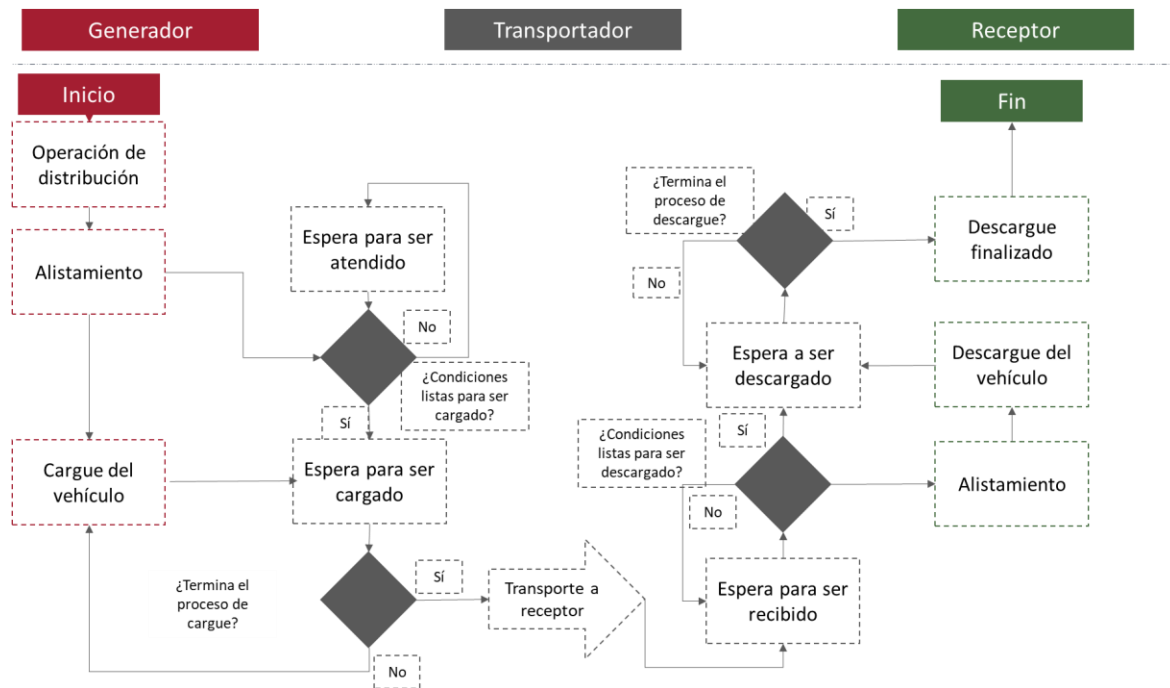 Generador
Transportador
Receptor
Inicio
Operación de
distribución
Alistamiento
Cargue del
vehículo
Espera para ser
atendido
No
¿Condiciones
listas para ser
cargado?
Sí
Espera para ser
cargado
¿Termina el
proceso de
cargue?
Sí
No
Transporte a
receptor
Espera para ser
recibido
¿Condiciones
listas para ser
descargado?
No
Sí
Espera a ser
descargado
¿Termina el
proceso de
descargue?
No
Sí
Alistamiento
Descargue del
vehículo
Descargue
finalizado
Fin